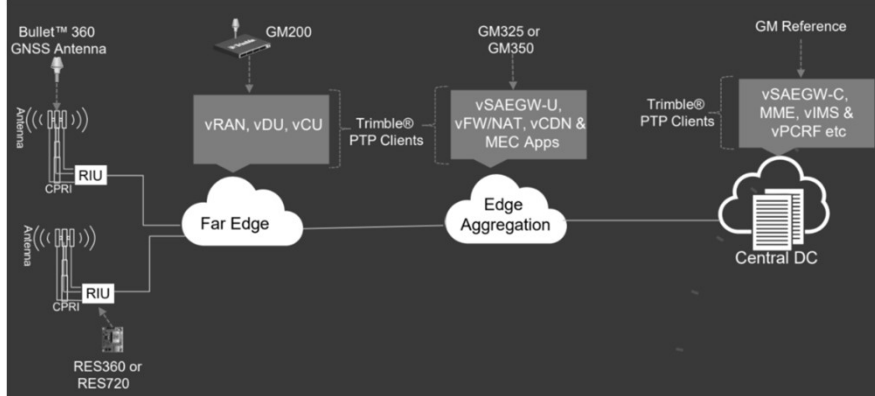 Bullet™ 360
GNSS Antenna
Antenna
CPRI
RIU
Antenna
CPRI
RIU
RES360 or
RES720
GM200
vRAN, vDU, vCU
Far Edge
Trimble®
PTP Clients
GM325 or
GM350
vSAEGW-U,
vFW/NAT, vCDN &
MEC Apps
Edge
Aggregation
Trimble®
PTP Clients
GM Reference
vSAEGW-C,
MME, vIMS &
vPCRF etc
Central DC